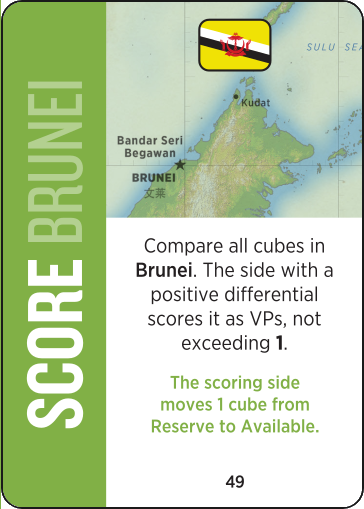 SCORE BRUNEI
SULU SEA
Kudat
Bandar Seri
Begawan
BRUNEI
文莱
Compare all cubes in
Brunei. The side with a
positive differential
scores it as VPs, not
exceeding 1.
The scoring side
moves 1 cube from
Reserve to Available.
49